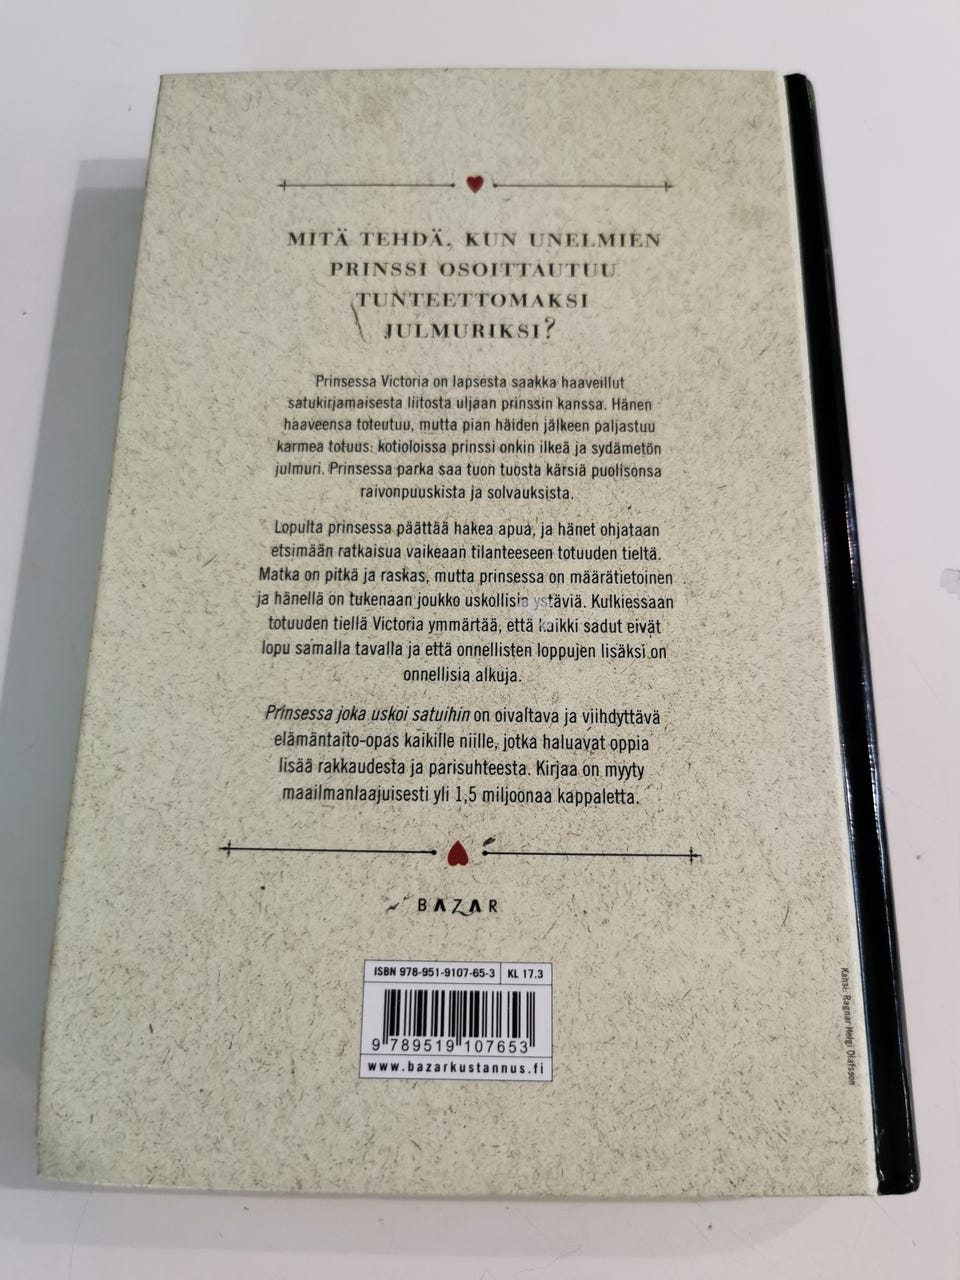 MITÄ TEHDÄ, KUN UNELMIEN
PRINSSI OSOITTAUTUU
TUNTEETTOMAKSI
JULMURIKSI?
Prinsessa Victoria on lapsesta saakka haaveillut
satukirjamaisesta liitosta uljaan prinssin kanssa. Hänen
haaveensa toteutuu, mutta pian häiden jälkeen paljastuu
karmea totuus: kotioloissa prinssi onkin ilkeä ja sydämetön
julmuri. Prinsessa parka saa tuon tuosta kärsiä puolisonsa
raivonpuuskista ja solvauksista.
Lopulta prinsessa päättää hakea apua, ja hänet ohjataan
etsimään ratkaisua vaikeaan tilanteeseen totuuden tieltä.
Matka on pitkä ja raskas, mutta prinsessa on määrätietoinen
ja hänellä on tukenaan joukko uskollisia ystäviä. Kulkiessaan
totuuden tiellä Victoria ymmärtää, että kaikki sadut eivät
lopu samalla tavalla ja että onnellisten loppujen lisäksi on
onnellisia alkuja.
Prinsessa joka uskoi satuihin on oivaltava ja viihdyttävä
elämäntaito-opas kaikille niille, jotka haluavat oppia
lisää rakkaudesta ja parisuhteesta. Kirjaa on myyty
maailmanlaajuisesti yli 1,5 miljoonaa kappaletta.
BAZAR
ISBN 978-951-9107-65-3 KL 17.3
9 789519 107653
www.bazarkustannus.fi
Kansi: Ragnar Helgi Olafsson